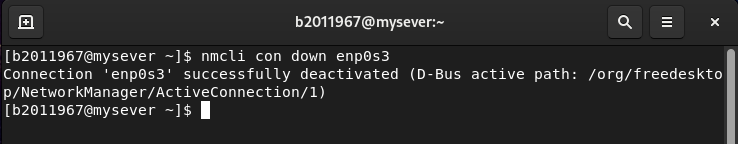 b2011967@mysever:~
[b2011967@mysever ~]$ nmcli con down enp0s3
Connection 'enp0s3' successfully deactivated (D-Bus active path: /org/freedeskto
p/NetworkManager/ActiveConnection/1)
[b2011967@mysever ~]$